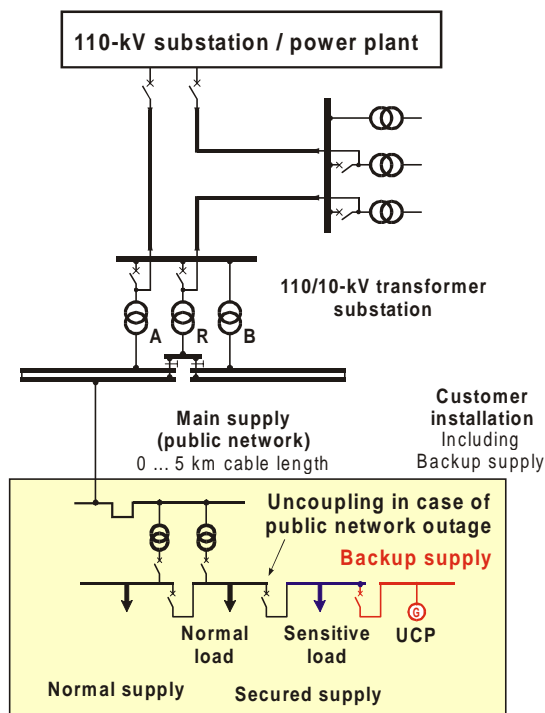 110-kV substation / power plant
110/10-kV transformer
substation
A
R
B
Main supply
(public network)
0 ... 5 km cable length
Customer
installation
Including
Backup supply
Uncoupling in case of
public network outage
Backup supply
G
Normal
load
Sensitive
load
UCP
Normal supply
Secured supply